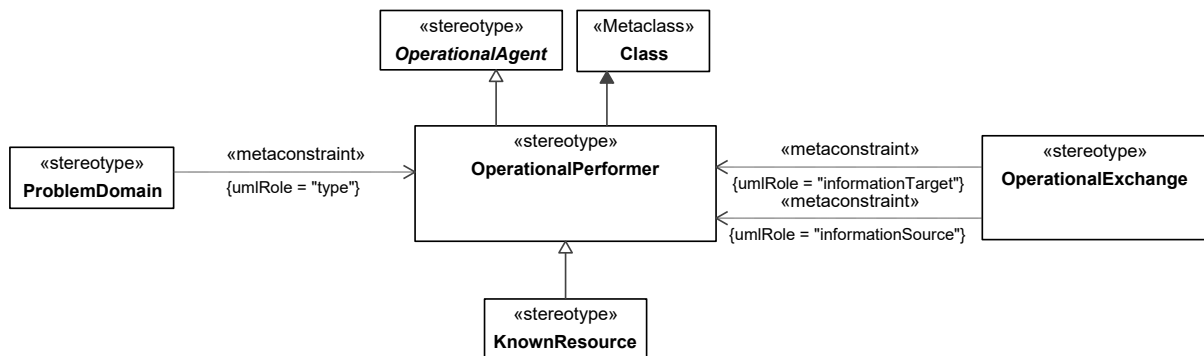 «stereotype»
OperationalAgent
«Metaclass»
Class
«stereotype»
OperationalPerformer
«stereotype»
ProblemDomain
«metaconstraint»
{umlRole = "type"}
«metaconstraint»
{umlRole = "informationTarget"}
«metaconstraint»
{umlRole = "informationSource"}
«stereotype»
OperationalExchange
«stereotype»
KnownResource